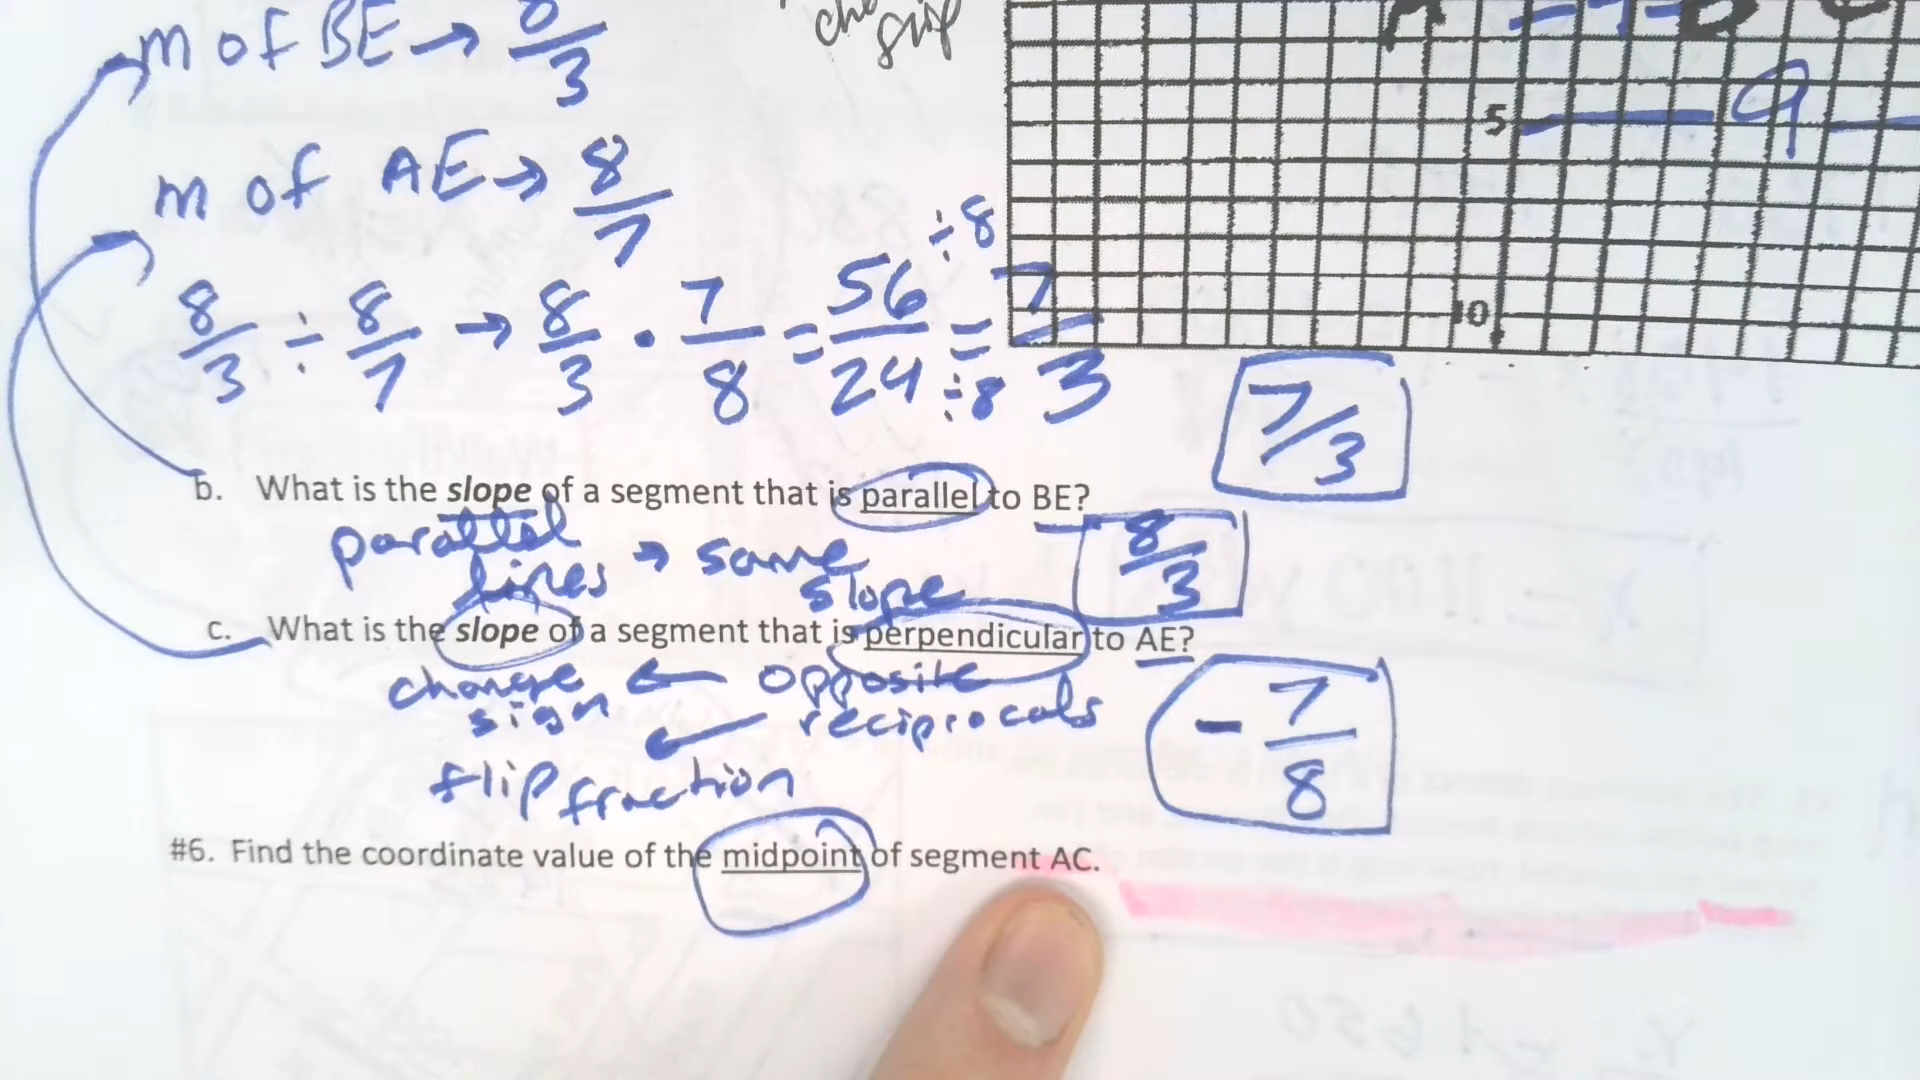 m of BE → 8/3
m of AE → 8/7
8/3 ÷ 8/7 → 8/3 · 7/8 = 56/24 ÷8 ÷8 = 7/3
5
9
10
7/3
b. What is the slope of a segment that is parallel to BE?
parallel lines → same slope
8/3
c. What is the slope of a segment that is perpendicular to AE?
change sign ← opposite reciprocals
flip fraction
- 7/8
#6. Find the coordinate value of the midpoint of segment AC.